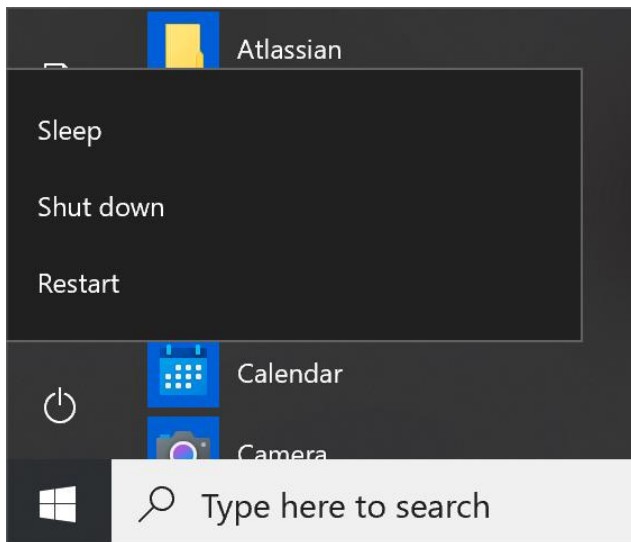 Atlassian
Sleep
Shut down
Restart
Calendar
Camera
Type here to search